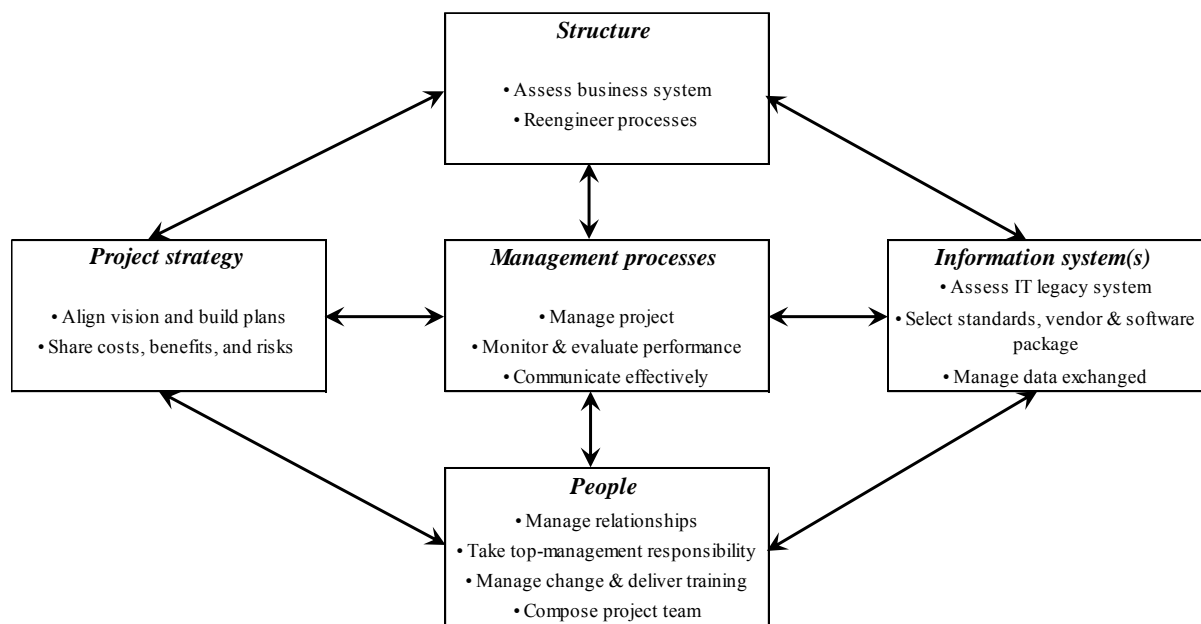 Structure
• Assess business system
• Reengineer processes
Project strategy
• Align vision and build plans
• Share costs, benefits, and risks
Management processes
• Manage project
• Monitor & evaluate performance
• Communicate effectively
Information system(s)
• Assess IT legacy system
• Select standards, vendor & software
package
• Manage data exchanged
People
• Manage relationships
• Take top-management responsibility
• Manage change & deliver training
• Compose project team